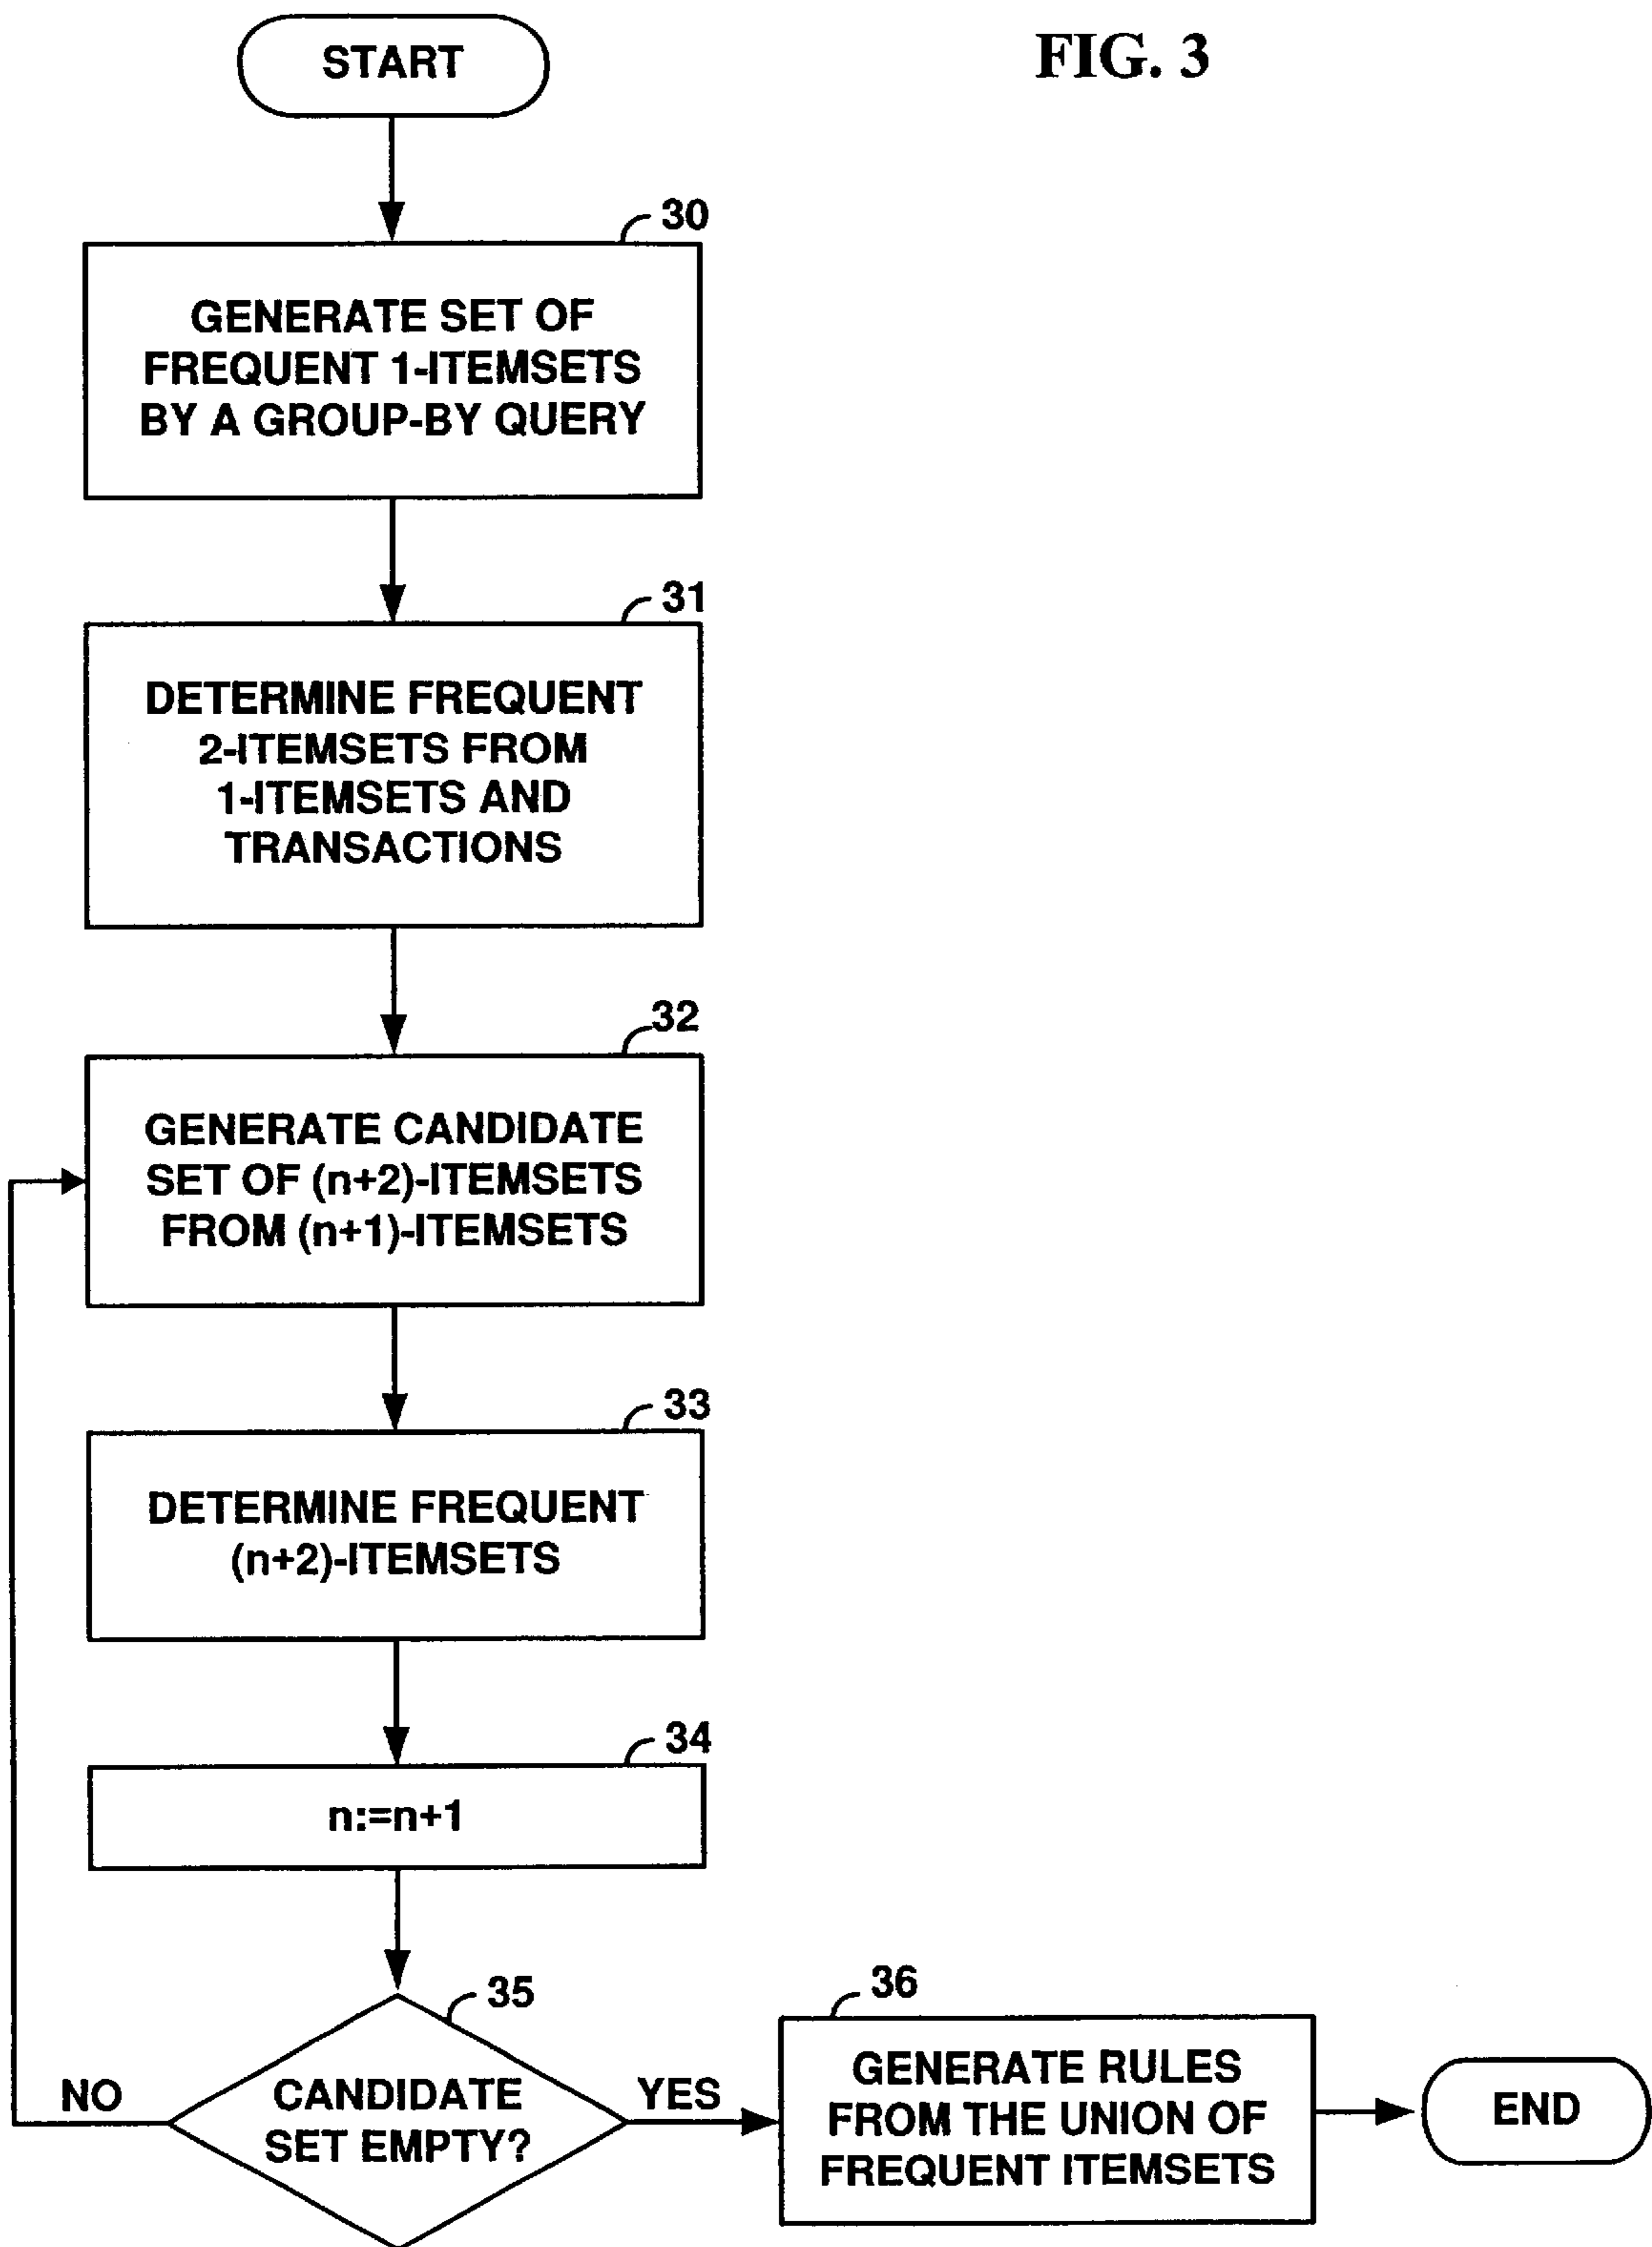 FIG. 3
START
30
GENERATE SET OF
FREQUENT 1-ITEMSETS
BY A GROUP-BY QUERY
31
DETERMINE FREQUENT
2-ITEMSETS FROM
1-ITEMSETS AND
TRANSACTIONS
32
GENERATE CANDIDATE
SET OF (n+2)-ITEMSETS
FROM (n+1)-ITEMSETS
33
DETERMINE FREQUENT
(n+2)-ITEMSETS
34
n:=n+1
35
CANDIDATE
SET EMPTY?
NO
YES
36
GENERATE RULES
FROM THE UNION OF
FREQUENT ITEMSETS
END